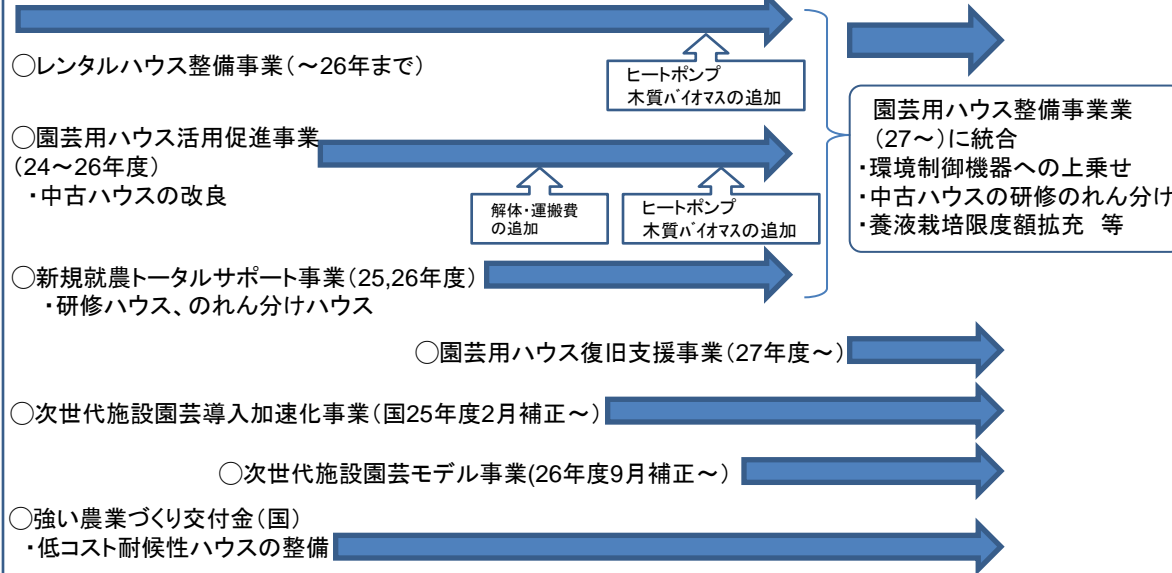 ○レンタルハウス整備事業(～26年まで)
ヒートポンプ
木質バイオマスの追加
○園芸用ハウス活用促進事業
(24～26年度)
・中古ハウスの改良
解体・運搬費
の追加
ヒートポンプ
木質バイオマスの追加
園芸用ハウス整備事業業
(27～)に統合
・環境制御機器への上乗せ
・中古ハウスの研修のれん分け
・養液栽培限度額拡充 等
○新規就農トータルサポート事業(25,26年度)
・研修ハウス、のれん分けハウス
○園芸用ハウス復旧支援事業(27年度～)
○次世代施設園芸導入加速化事業(国25年度2月補正～)
○次世代施設園芸モデル事業(26年度9月補正～)
○強い農業づくり交付金(国)
・低コスト耐候性ハウスの整備